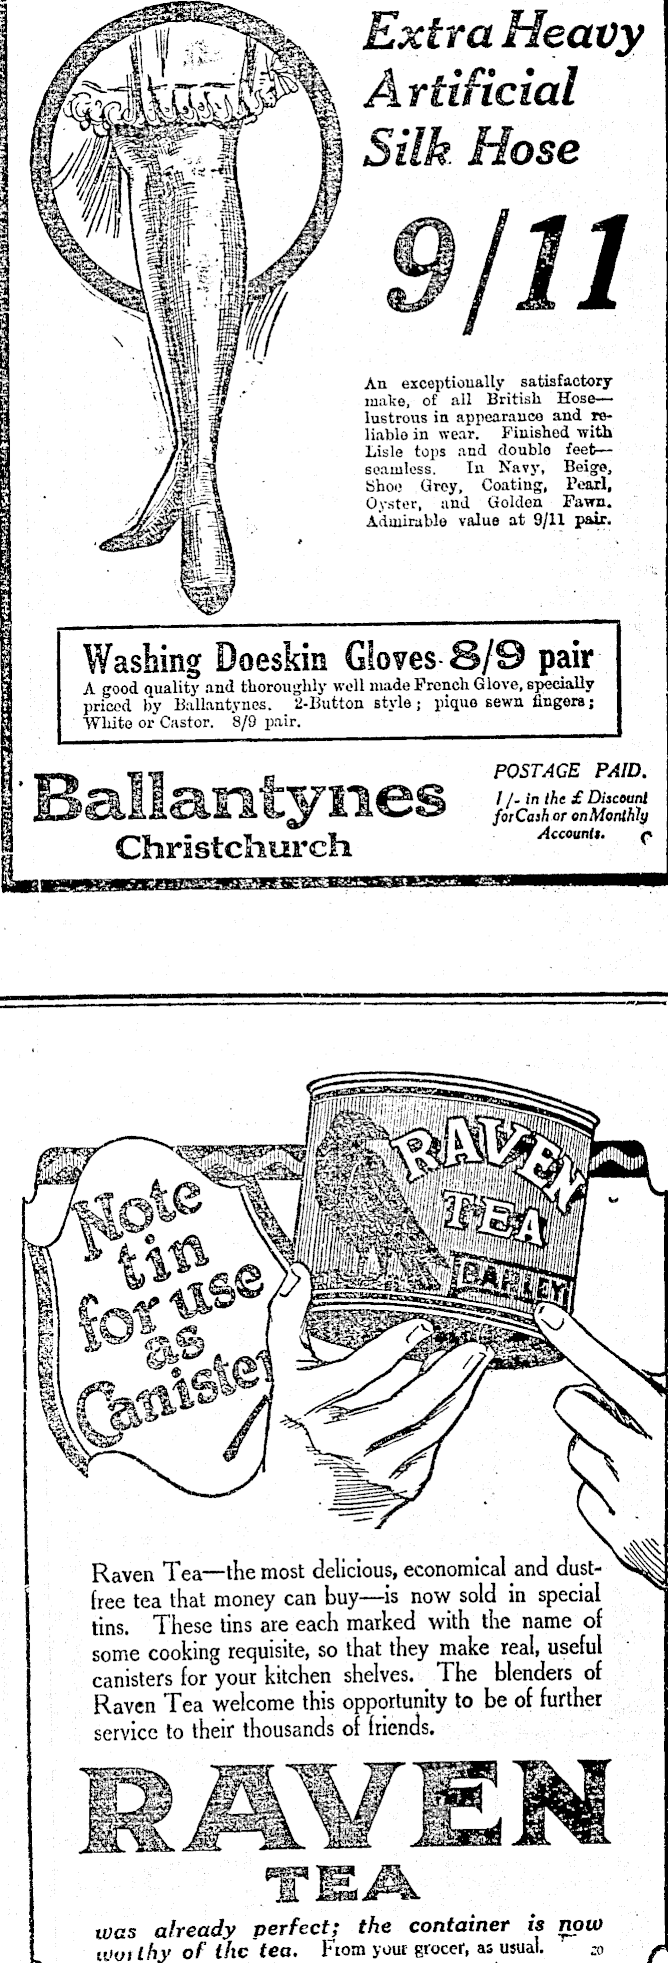 Extra Heavy
Artificial
Silk Hose
9/11
An exceptionally satisfactory
make, of all British Hose—
lustrous in appearance and re-
liable in wear. Finished with
Lisle tops and double feet—
seamless. In Navy, Beige,
Shoe Grey, Coating, Pearl,
Oyster, and Golden Fawn.
Admirable value at 9/11 pair.
Washing Doeskin Gloves - 8/9 pair
A good quality and thoroughly well made French Glove, specially
priced by Ballantynes. 2-Button style; pique sewn fingers;
White or Castor. 8/9 pair.
Ballantynes
Christchurch
POSTAGE PAID.
1/- in the £ Discount
for Cash or on Monthly
Accounts.
RAVEN
TEA
BARLEY
Note
tin
for use
as
Canister
Raven Tea—the most delicious, economical and dust-
free tea that money can buy—is now sold in special
tins. These tins are each marked with the name of
some cooking requisite, so that they make real, useful
canisters for your kitchen shelves. The blenders of
Raven Tea welcome this opportunity to be of further
service to their thousands of friends.
RAVEN
TEA
was already perfect; the container is now
worthy of the tea. From your grocer, as usual. 20